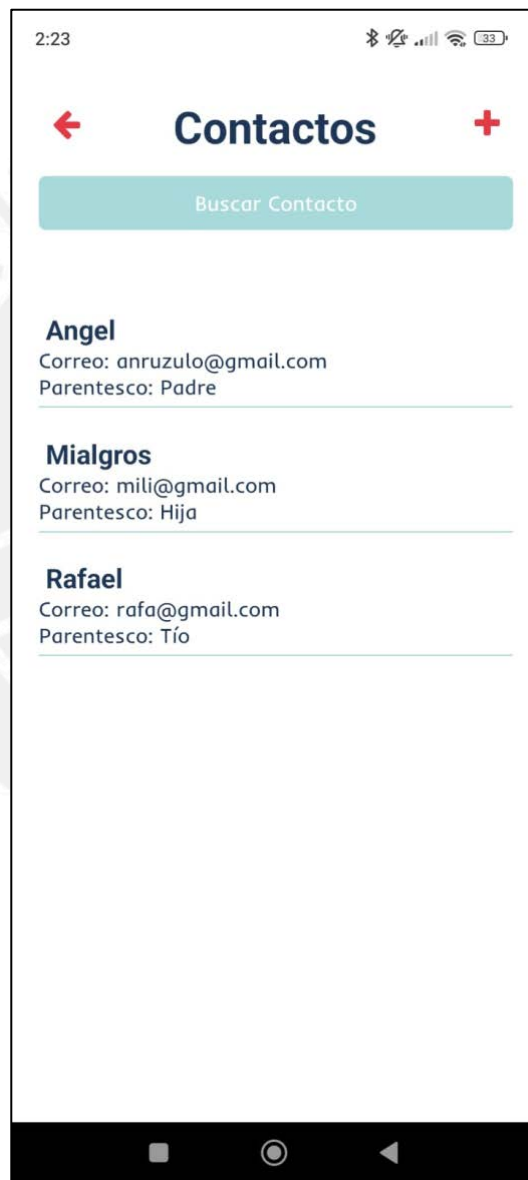 2:23
33
Contactos
Buscar Contacto
Angel
Correo: anruzulo@gmail.com
Parentesco: Padre
Mialgros
Correo: mili@gmail.com
Parentesco: Hija
Rafael
Correo: rafa@gmail.com
Parentesco: Tío